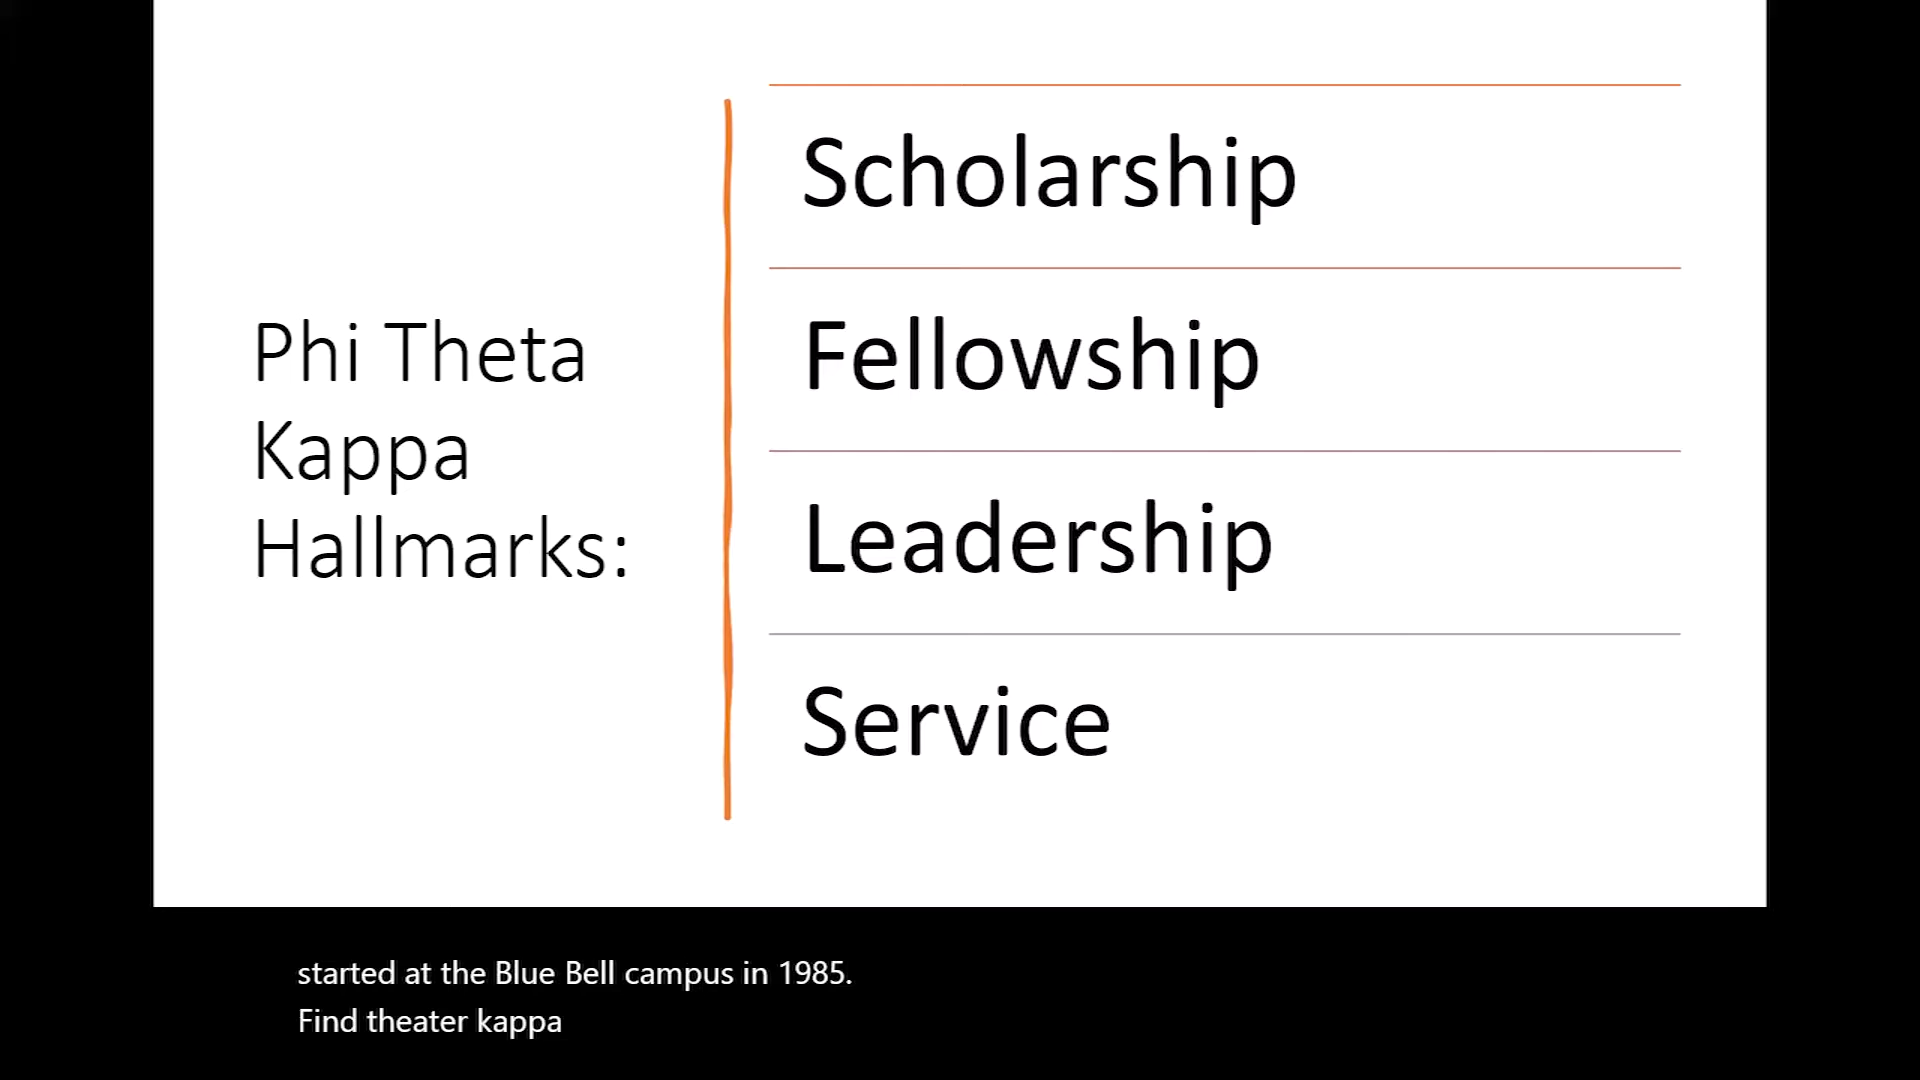 Phi Theta
Kappa
Hallmarks:
Scholarship
Fellowship
Leadership
Service
started at the Blue Bell campus in 1985.
Find theater kappa